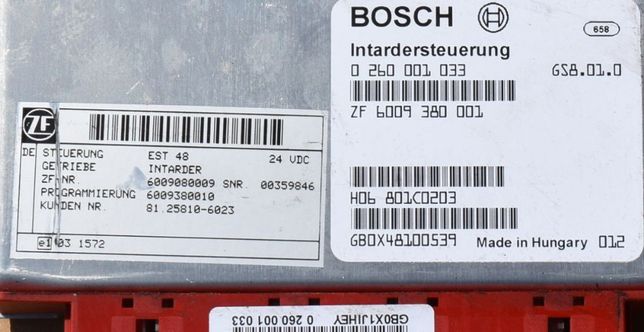 BOSCH
658
Intardersteuerung
0 260 001 033 GS8.01.0
ZF 6009 380 001
H06 801C0203
GB0X48100539 Made in Hungary 012
ZF
DE STEUERUNG EST 48 24 VDC
GETRIEBE INTARDER
ZF-NR. 6009080009 SNR. 00359846
PROGRAMMIERUNG 6009380010
KUNDEN NR. 81.25810-6023
e1 03 1572
GB0X1JIHEY
0 260 001 033